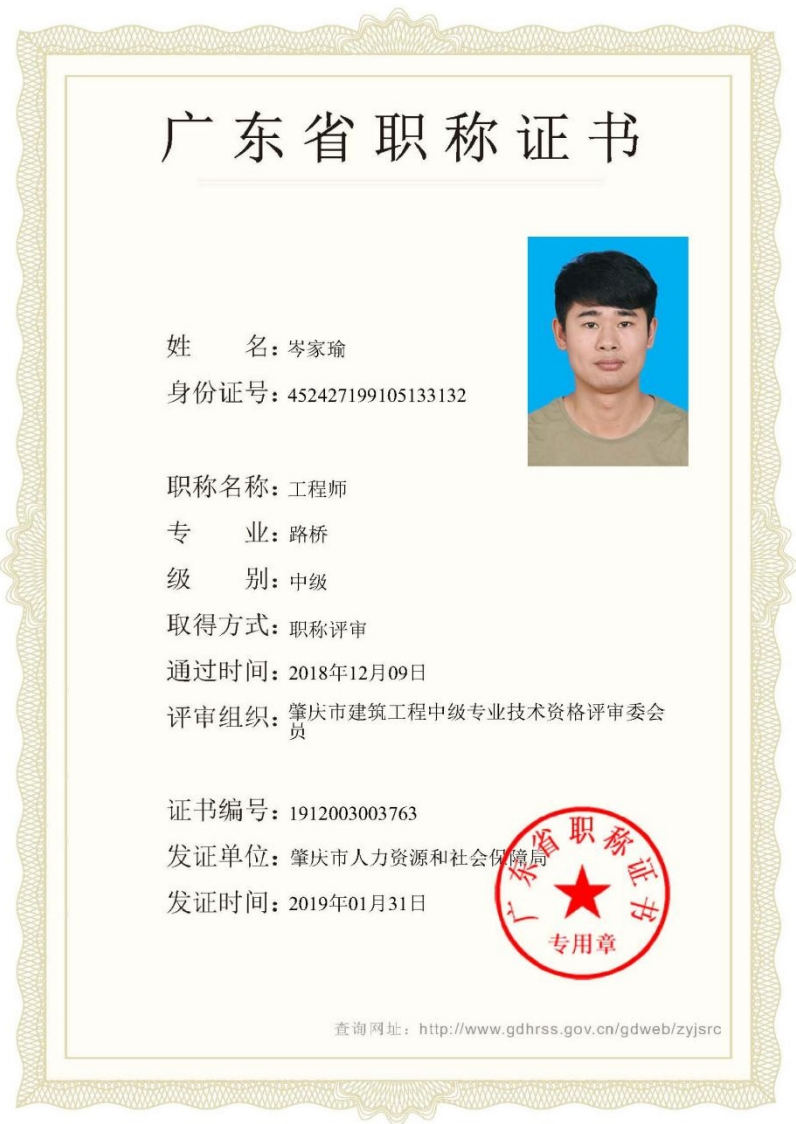 广东省职称证书
姓名：岑家瑜
身份证号：452427199105133132
职称名称：工程师
专业：路桥
级别：中级
取得方式：职称评审
通过时间：2018年12月09日
评审组织：肇庆市建筑工程中级专业技术资格评审委会
员
证书编号：1912003003763
发证单位：肇庆市人力资源和社会保障局
发证时间：2019年01月31日
广东省职称证书
专用章
查询网址：http://www.gdhrss.gov.cn/gdweb/zyjsrc